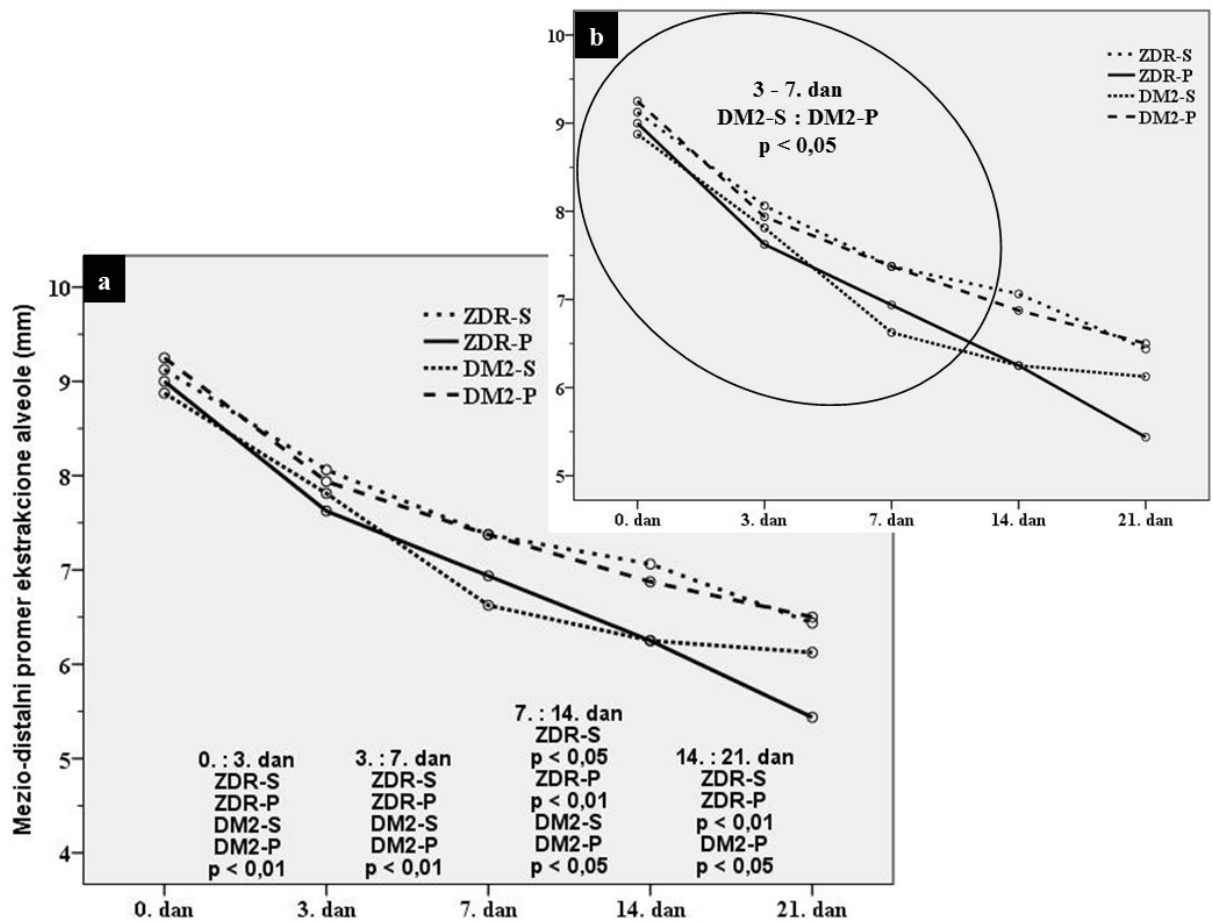 b
10
9
8
7
6
5
3 - 7. dan
DM2-S : DM2-P
p < 0,05
ZDR-S
ZDR-P
DM2-S
DM2-P
0. dan 3. dan 7. dan 14. dan 21. dan
a
Mezio-distalni promer ekstrakcione alveole (mm)
10
9
8
7
6
5
4
ZDR-S
ZDR-P
DM2-S
DM2-P
0. : 3. dan
ZDR-S
ZDR-P
DM2-S
DM2-P
p < 0,01
3. : 7. dan
ZDR-S
ZDR-P
DM2-S
DM2-P
p < 0,01
7. : 14. dan
ZDR-S
p < 0,05
ZDR-P
p < 0,01
DM2-S
DM2-P
p < 0,05
14. : 21. dan
ZDR-S
ZDR-P
p < 0,01
DM2-P
p < 0,05
0. dan 3. dan 7. dan 14. dan 21. dan